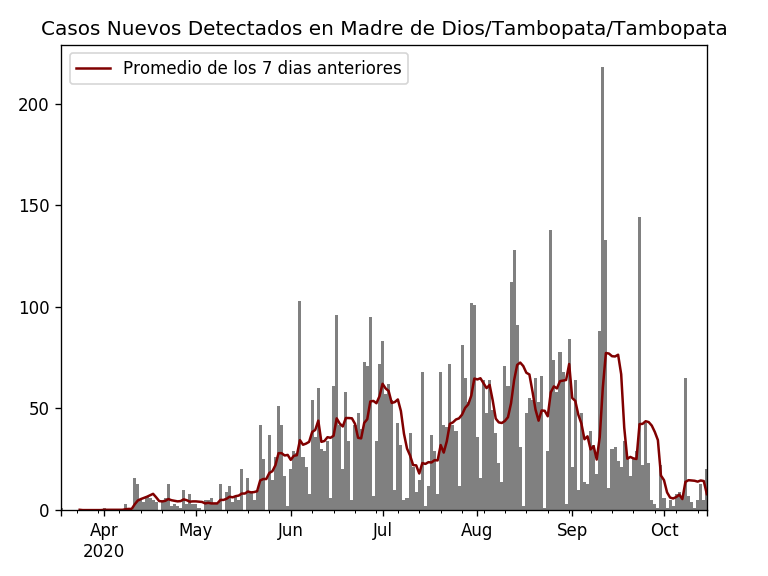 Casos Nuevos Detectados en Madre de Dios/Tambopata/Tambopata
Promedio de los 7 dias anteriores
200
150
100
50
0
Apr May Jun Jul Aug Sep Oct
2020